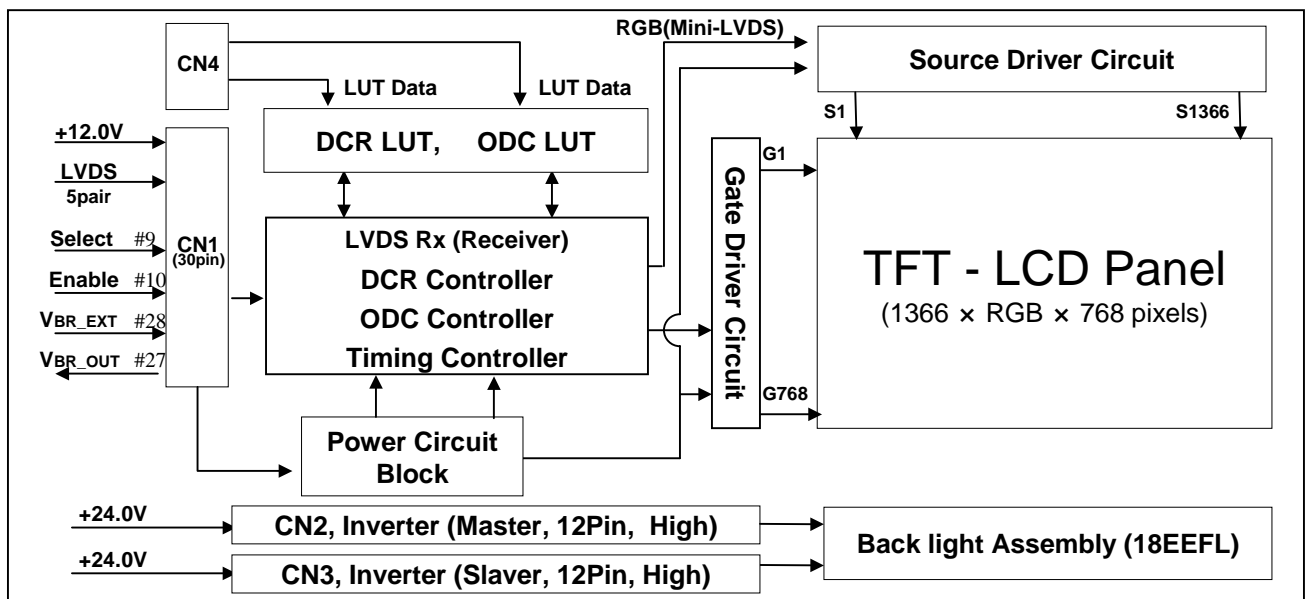 RGB(Mini-LVDS)
CN4
Source Driver Circuit
LUT Data
LUT Data
S1
S1366
+12.0V
DCR LUT, ODC LUT
LVDS
5pair
G1
CN1
(30pin)
Select #9
Enable #10
VBR_EXT #28
VBR_OUT #27
LVDS Rx (Receiver)
DCR Controller
ODC Controller
Timing Controller
Gate Driver Circuit
TFT - LCD Panel
(1366 × RGB × 768 pixels)
G768
Power Circuit
Block
+24.0V
CN2, Inverter (Master, 12Pin, High)
Back light Assembly (18EEFL)
+24.0V
CN3, Inverter (Slaver, 12Pin, High)